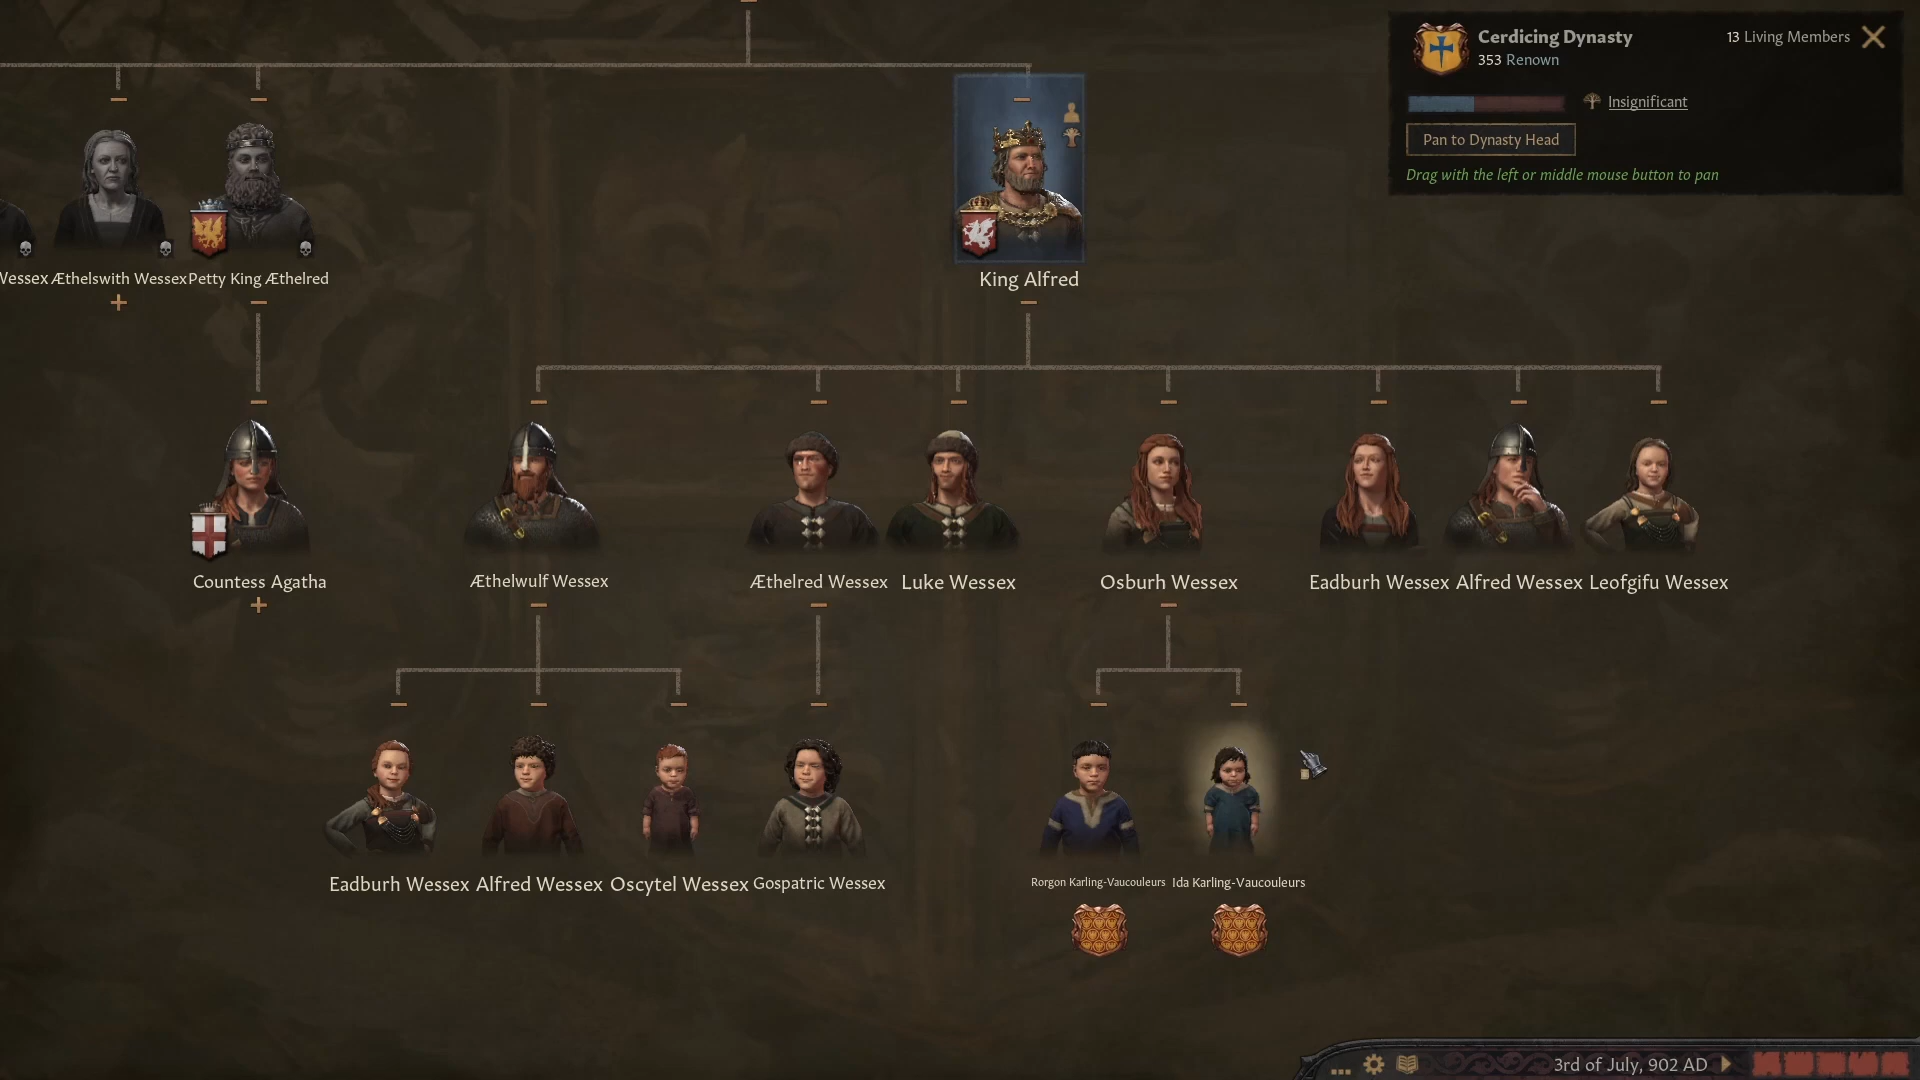 Cerdicing Dynasty
13 Living Members
353 Renown
Insignificant
Pan to Dynasty Head
Drag with the left or middle mouse button to pan
Wessex Æthelswith Wessex Petty King Æthelred
King Alfred
Countess Agatha
Æthelwulf Wessex
Æthelred Wessex
Luke Wessex
Osburh Wessex
Eadburh Wessex
Alfred Wessex
Leofgifu Wessex
Eadburh Wessex
Alfred Wessex
Oscytel Wessex
Gospatric Wessex
Rorgon Karling-Vaucouleurs
Ida Karling-Vaucouleurs
3rd of July, 902 AD